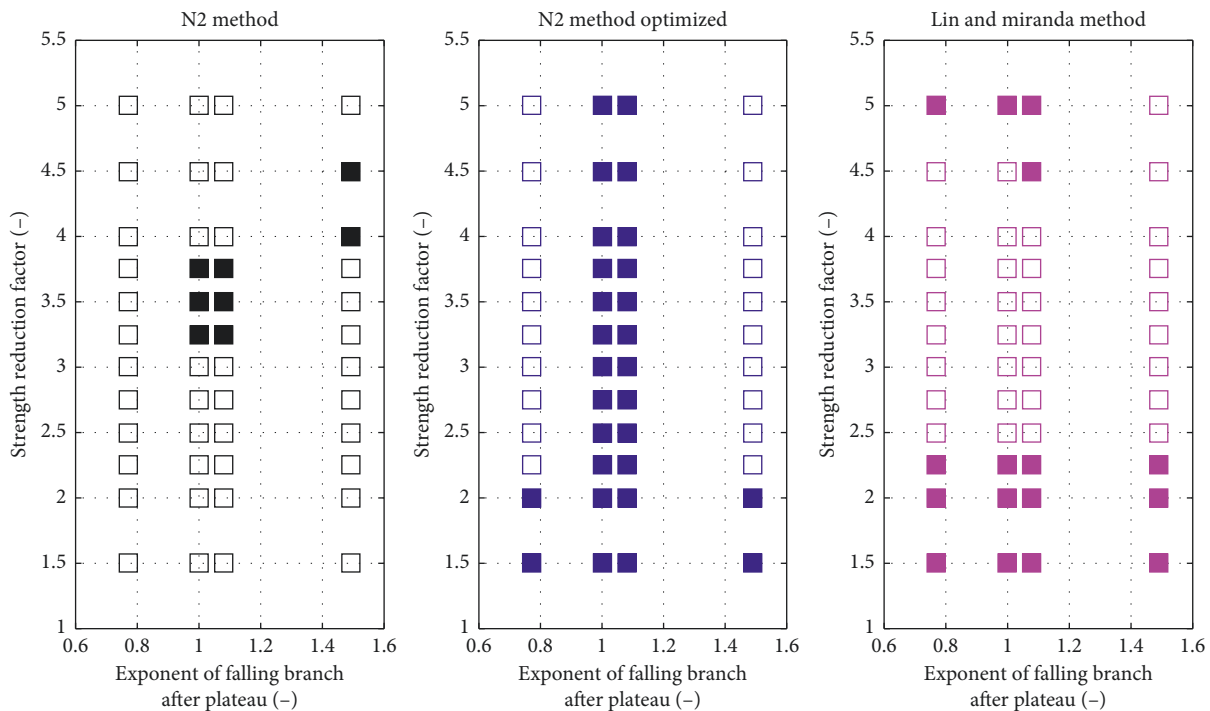 N2 method
5.5
5
4.5
4
3.5
3
2.5
2
1.5
1
Strength reduction factor (–)
0.6 0.8 1 1.2 1.4 1.6
Exponent of falling branch
after plateau (–)
N2 method optimized
5.5
5
4.5
4
3.5
3
2.5
2
1.5
1
Strength reduction factor (–)
0.6 0.8 1 1.2 1.4 1.6
Exponent of falling branch
after plateau (–)
Lin and miranda method
5.5
5
4.5
4
3.5
3
2.5
2
1.5
1
Strength reduction factor (–)
0.6 0.8 1 1.2 1.4 1.6
Exponent of falling branch
after plateau (–)